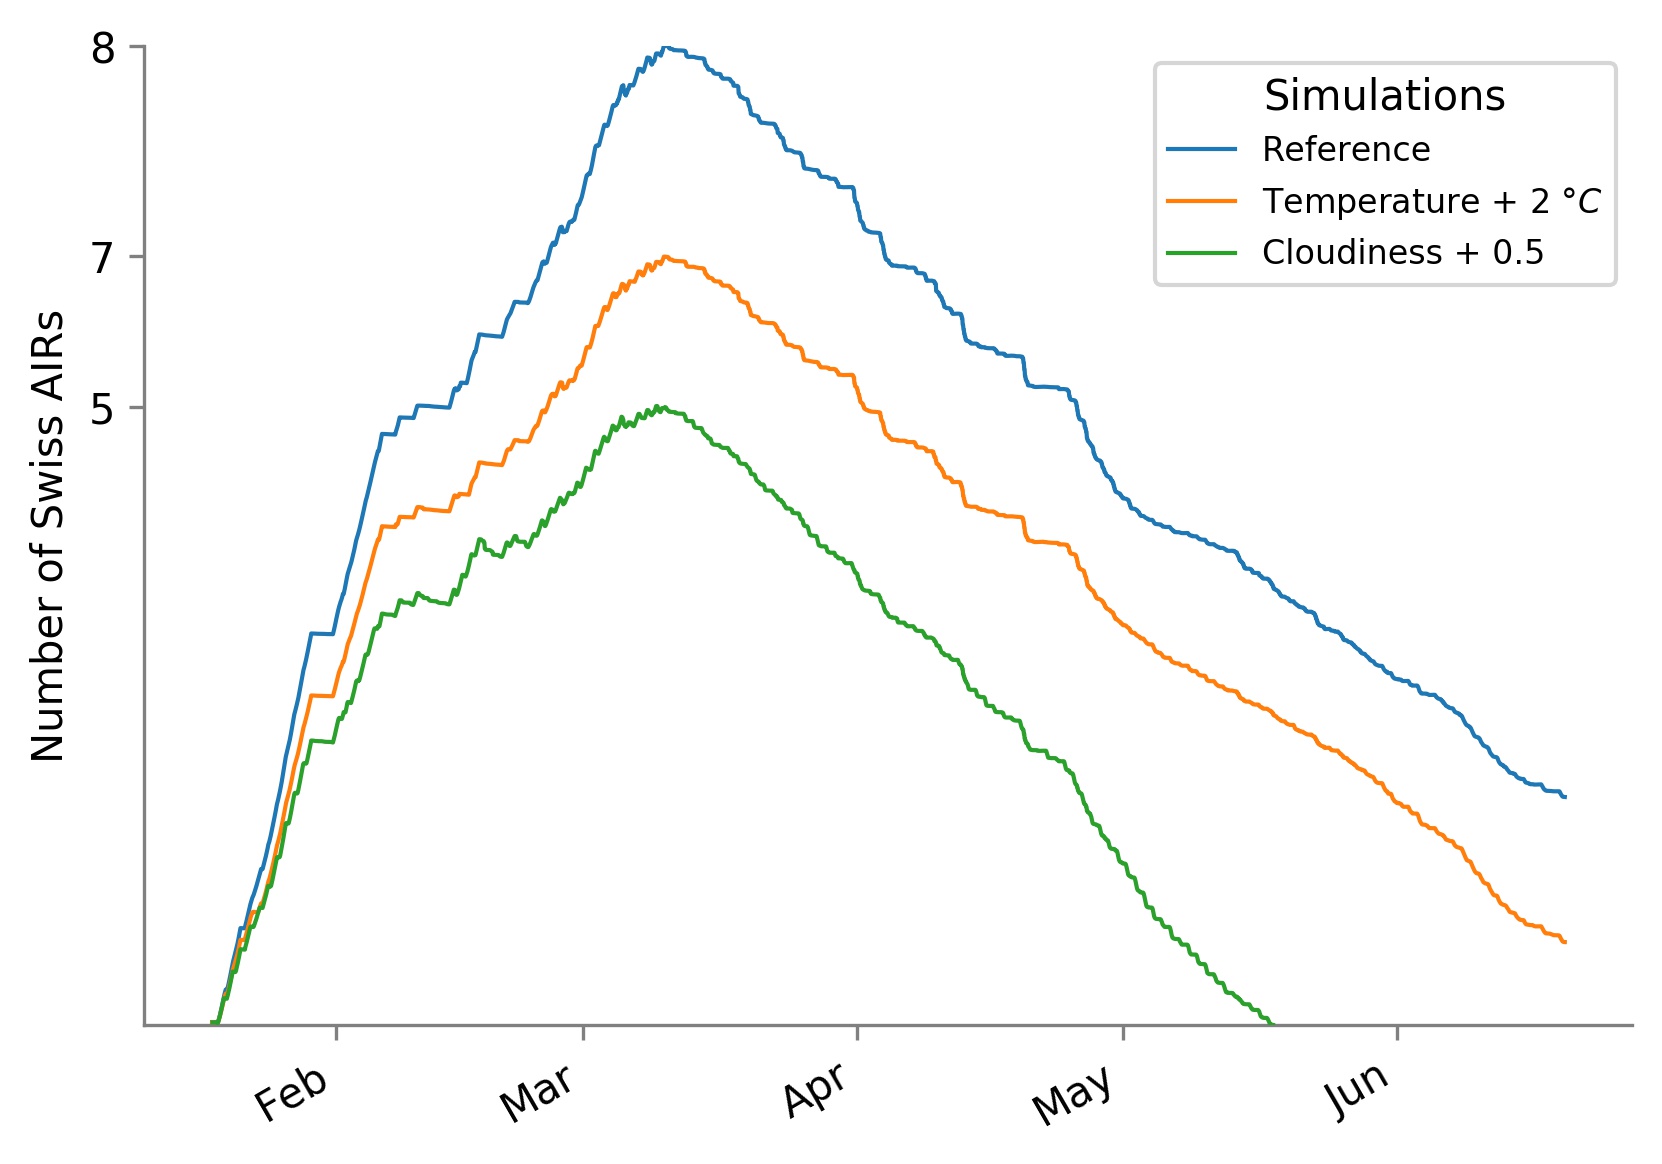 8
7
5
Number of Swiss AIRs
Simulations
Reference
Temperature + 2 °C
Cloudiness + 0.5
Feb
Mar
Apr
May
Jun